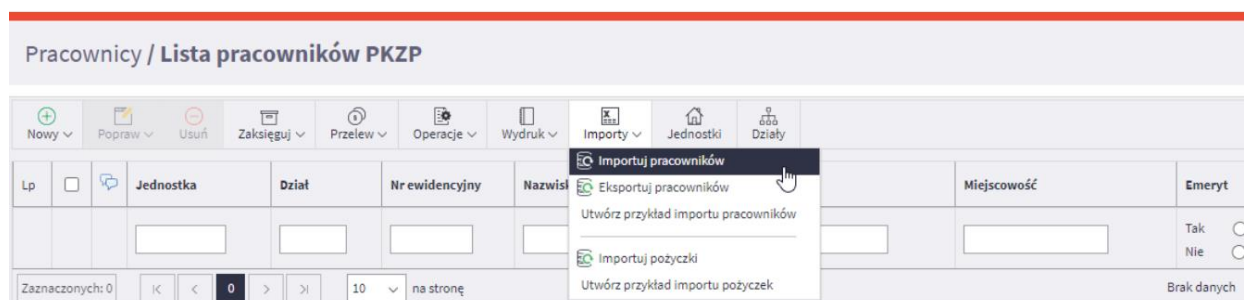 Pracownicy / Lista pracowników PKZP
Nowy Popraw Usuń Zaksięguj Przelew Operacje Wydruk Importy Jednostki Działy
Importuj pracowników
Lp Jednostka Dział Nr ewidencyjny Miejscowość Emeryt
Eksportuj pracowników
Utwórz przykład importu pracowników
Tak
Nie
Importuj pożyczki
Zaznaczonych: 0 0 10 na stronę Utwórz przykład importu pożyczek Brak danych